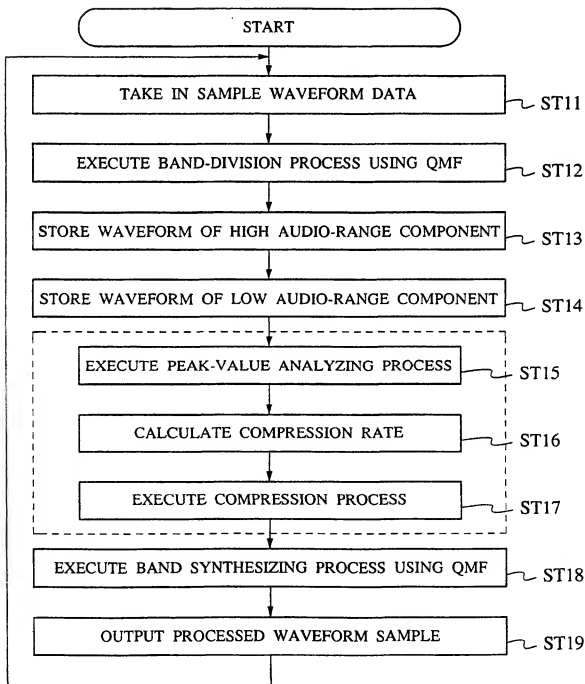 START
TAKE IN SAMPLE WAVEFORM DATA
ST11
EXECUTE BAND-DIVISION PROCESS USING QMF
ST12
STORE WAVEFORM OF HIGH AUDIO-RANGE COMPONENT
ST13
STORE WAVEFORM OF LOW AUDIO-RANGE COMPONENT
ST14
EXECUTE PEAK-VALUE ANALYZING PROCESS
ST15
CALCULATE COMPRESSION RATE
ST16
EXECUTE COMPRESSION PROCESS
ST17
EXECUTE BAND SYNTHESIZING PROCESS USING QMF
ST18
OUTPUT PROCESSED WAVEFORM SAMPLE
ST19